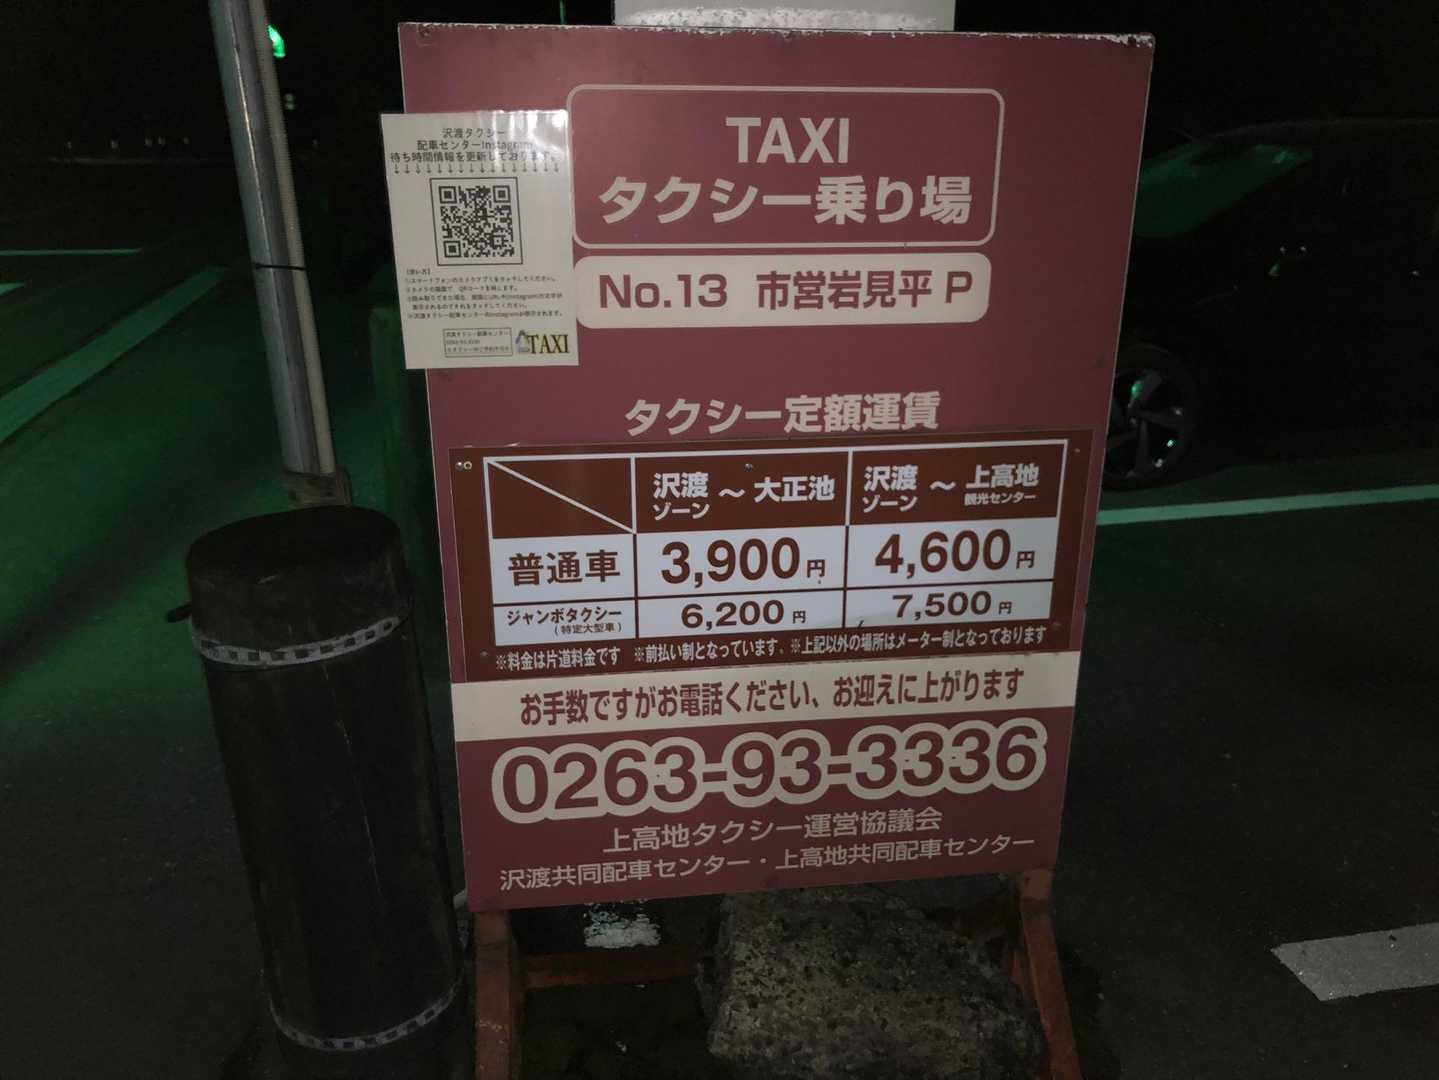 沢渡タクシー
配車センターInstagram
待ち時間情報を更新しております。
TAXI
TAXI
タクシー乗り場
No.13 市営岩見平 P
タクシー定額運賃
沢渡ゾーン ～ 大正池
沢渡ゾーン ～ 上高地観光センター
普通車 3,900円 4,600円
ジャンボタクシー 6,200円 7,500円
(特定大型車)
※料金は片道料金です ※前払い制となっています。※上記以外の場所はメーター制となっております
お手数ですがお電話ください、お迎えに上がります
0263-93-3336
上高地タクシー運営協議会
沢渡共同配車センター・上高地共同配車センター